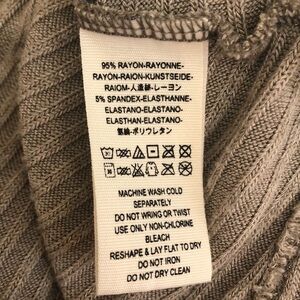 95% RAYON-RAYONNE-
RAYON-RAION-KUNSTSEIDE-
RAIOM-人造絲-レーヨン
5% SPANDEX-ELASTHANNE-
ELASTANO-ELASTANO-
ELASTHAN-ELASTANO-
氨綸-ポリウレタン
MACHINE WASH COLD
SEPARATELY
DO NOT WRING OR TWIST
USE ONLY NON-CHLORINE
BLEACH
RESHAPE & LAY FLAT TO DRY
DO NOT IRON
DO NOT DRY CLEAN